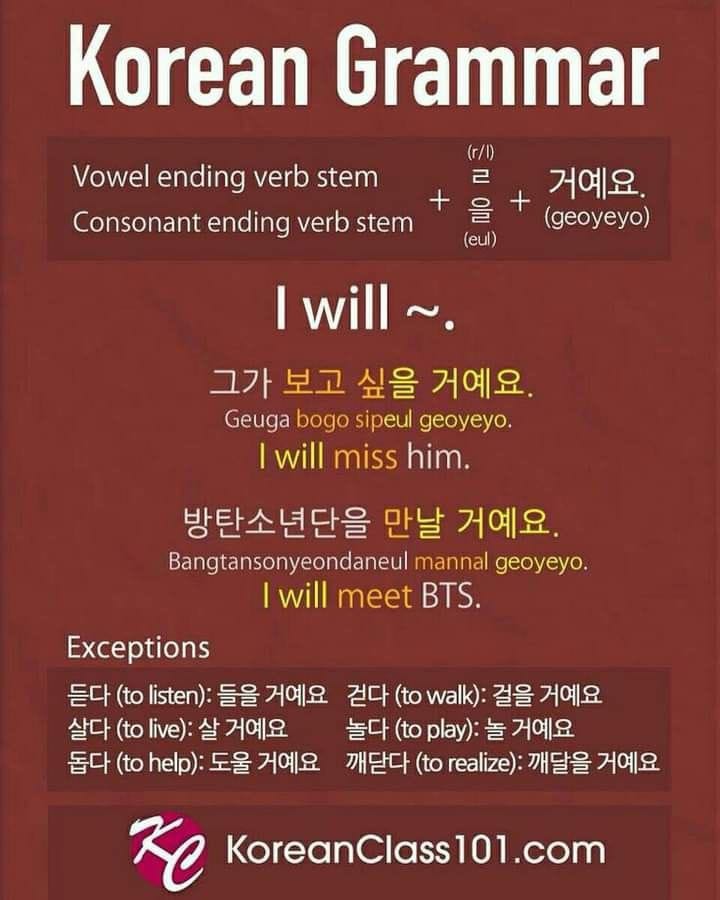 Korean Grammar
Vowel ending verb stem
Consonant ending verb stem
+
(r/l)
ㄹ
을
(eul)
+
거예요.
(geoyeyo)
I will ~.
그가 보고 싶을 거예요.
Geuga bogo sipeul geoyeyo.
I will miss him.
방탄소년단을 만날 거예요.
Bangtansonyeondaneul mannal geoyeyo.
I will meet BTS.
Exceptions
듣다 (to listen): 들을 거예요 걷다 (to walk): 걸을 거예요
살다 (to live): 살 거예요 놀다 (to play): 놀 거예요
돕다 (to help): 도울 거예요 깨닫다 (to realize): 깨달을 거예요
KC KoreanClass101.com